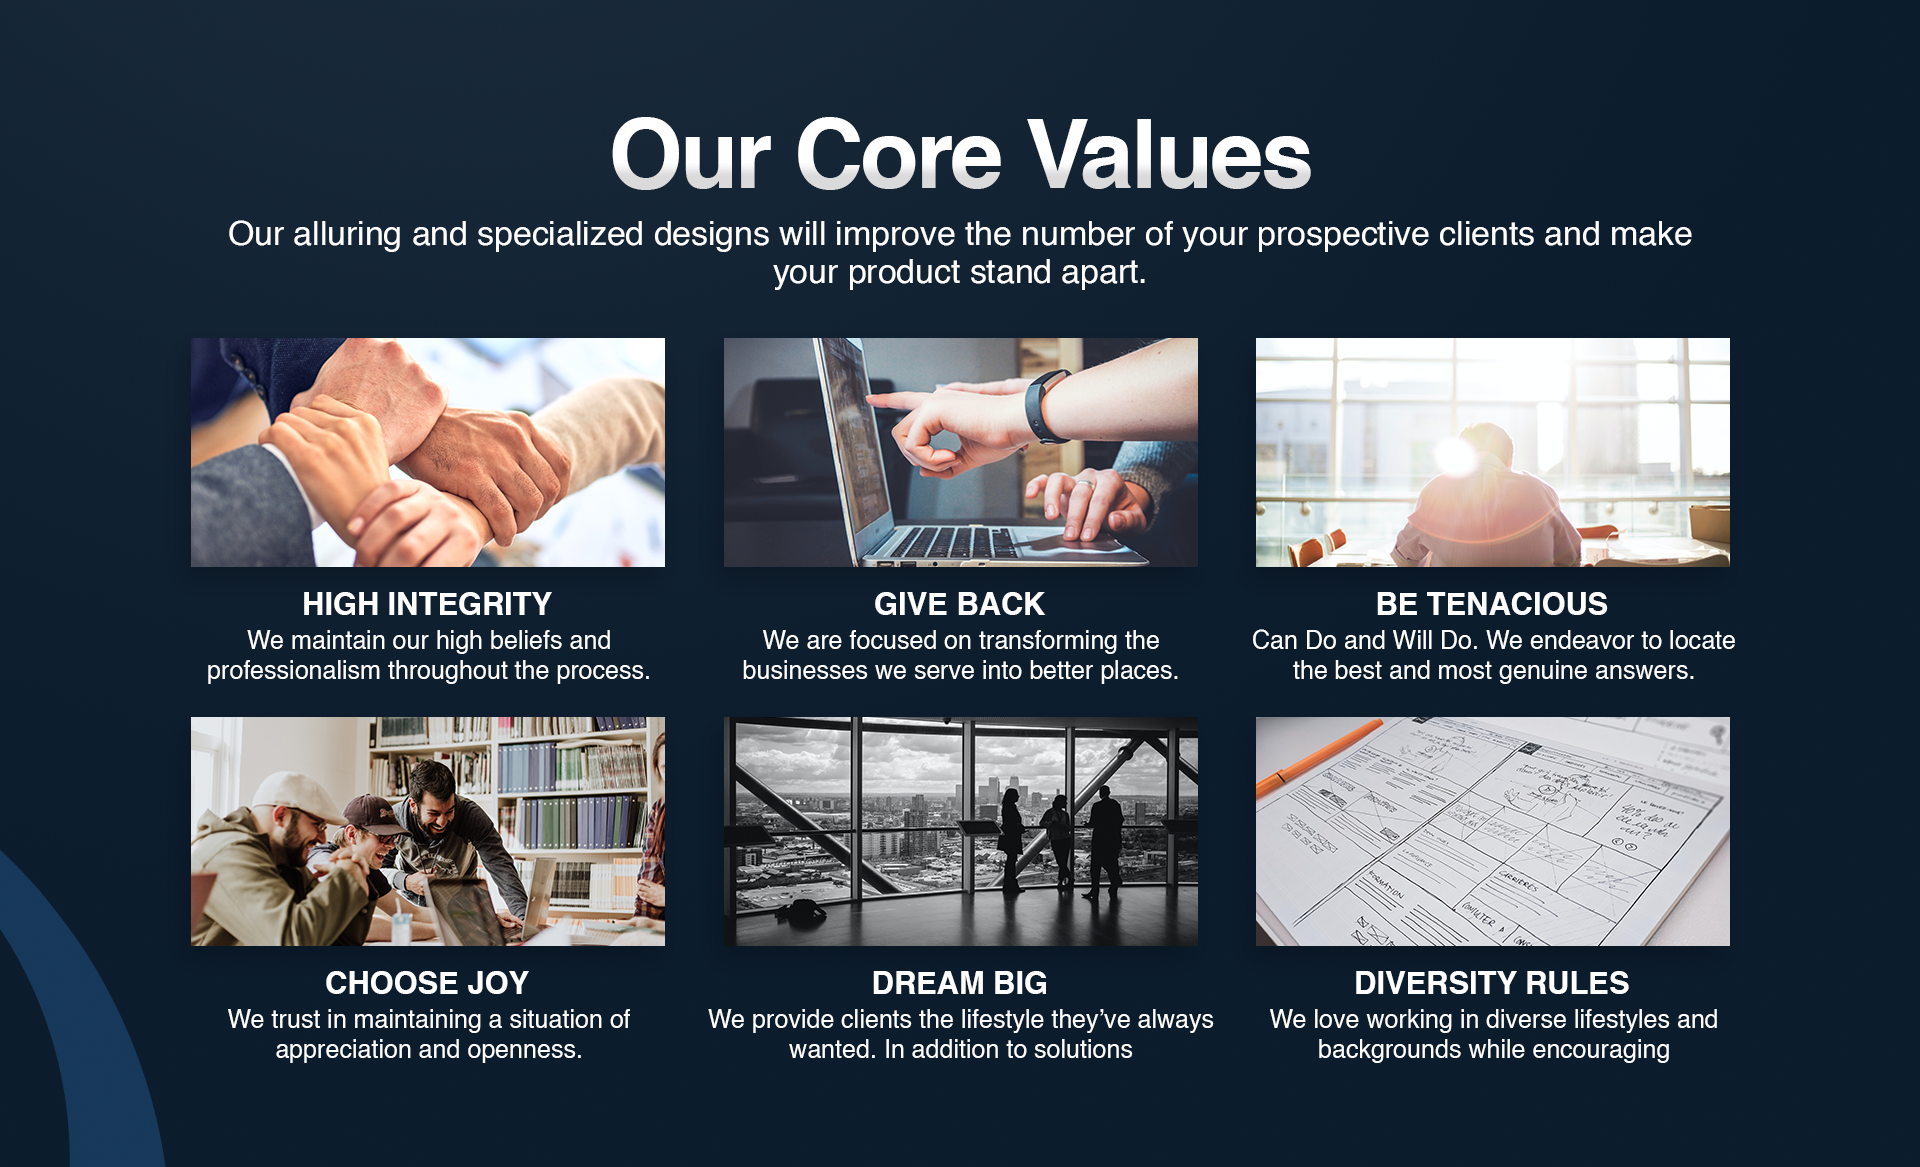 Our Core Values
Our alluring and specialized designs will improve the number of your prospective clients and make
your product stand apart.
HIGH INTEGRITY
We maintain our high beliefs and
professionalism throughout the process.
GIVE BACK
We are focused on transforming the
businesses we serve into better places.
BE TENACIOUS
Can Do and Will Do. We endeavor to locate
the best and most genuine answers.
CHOOSE JOY
We trust in maintaining a situation of
appreciation and openness.
DREAM BIG
We provide clients the lifestyle they’ve always
wanted. In addition to solutions
FORMATION
CARRIERES
CONSULTER
DIVERSITY RULES
We love working in diverse lifestyles and
backgrounds while encouraging